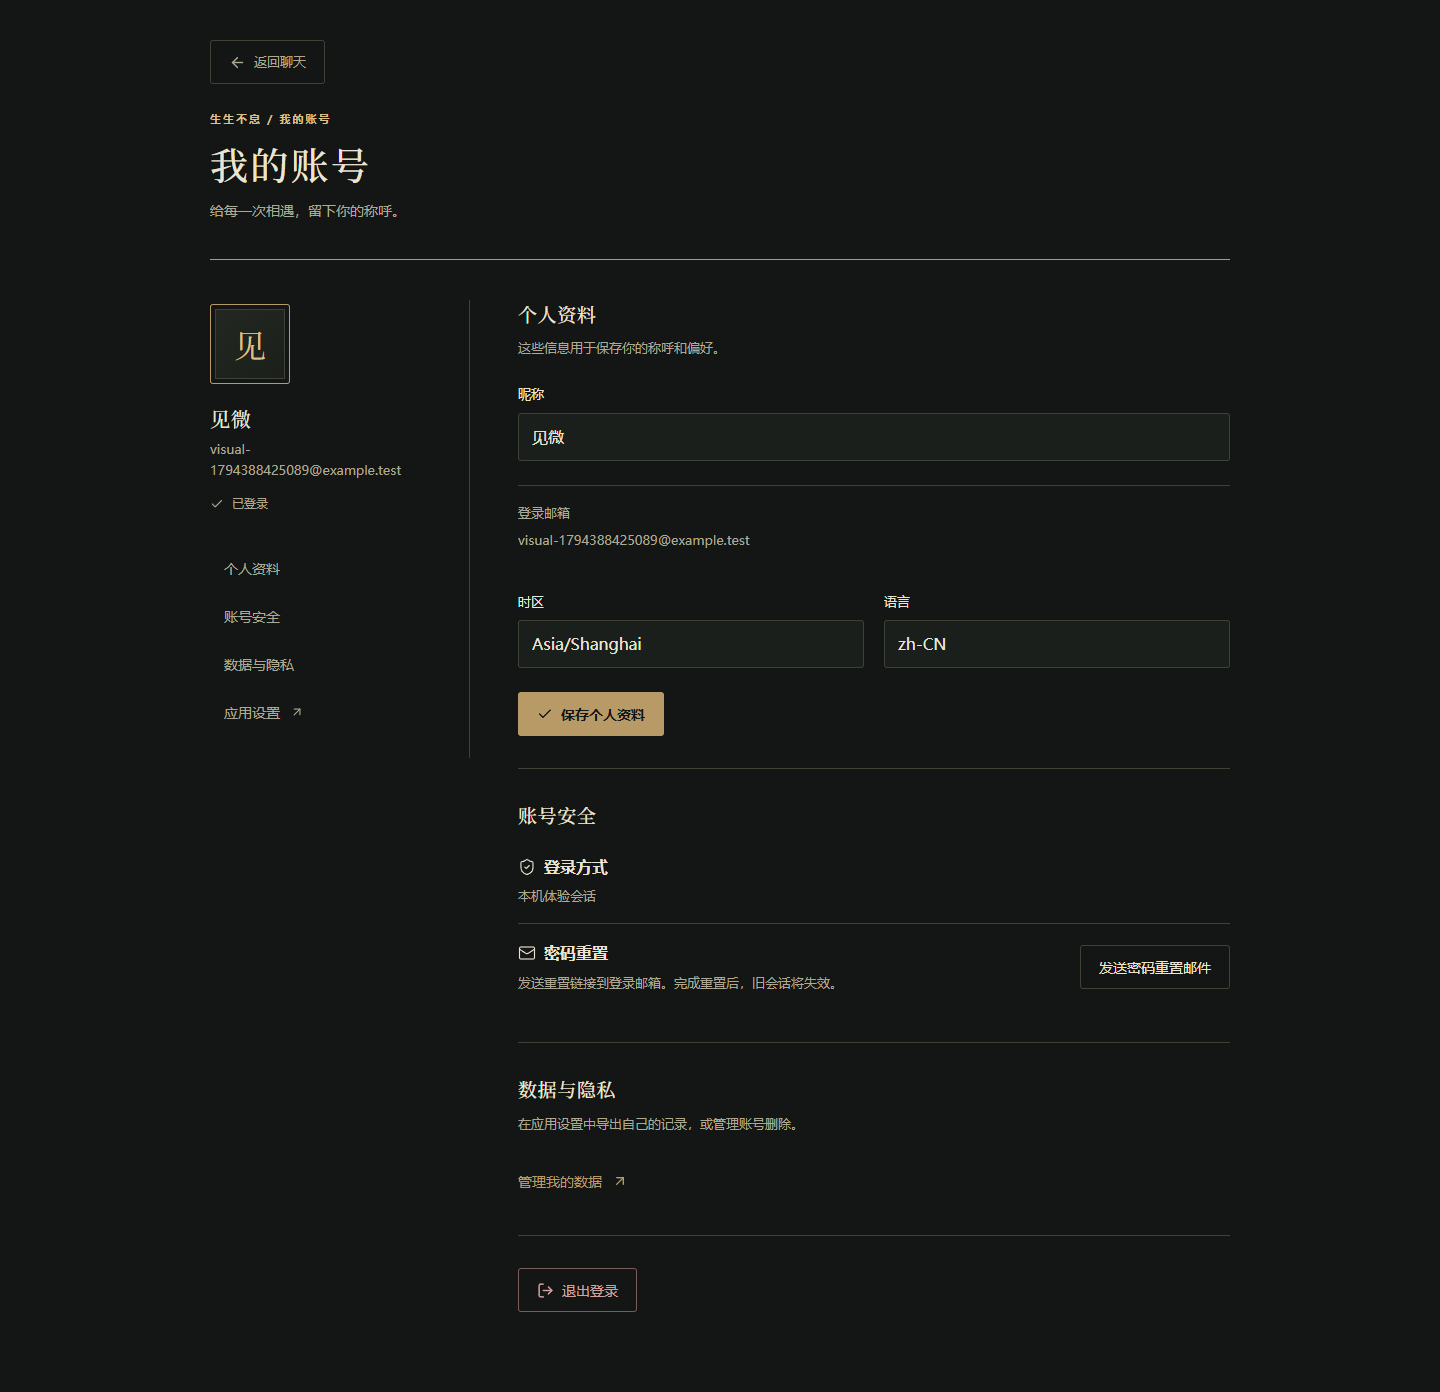 返回聊天
生生不息 / 我的账号
我的账号
给每一次相遇，留下你的称呼。
见
见微
visual-
1794388425089@example.test
已登录
个人资料
账号安全
数据与隐私
应用设置
个人资料
这些信息用于保存你的称呼和偏好。
昵称
见微
登录邮箱
visual-1794388425089@example.test
时区
语言
Asia/Shanghai
zh-CN
保存个人资料
账号安全
登录方式
本机体验会话
密码重置
发送重置链接到登录邮箱。完成重置后，旧会话将失效。
发送密码重置邮件
数据与隐私
在应用设置中导出自己的记录，或管理账号删除。
管理我的数据
退出登录